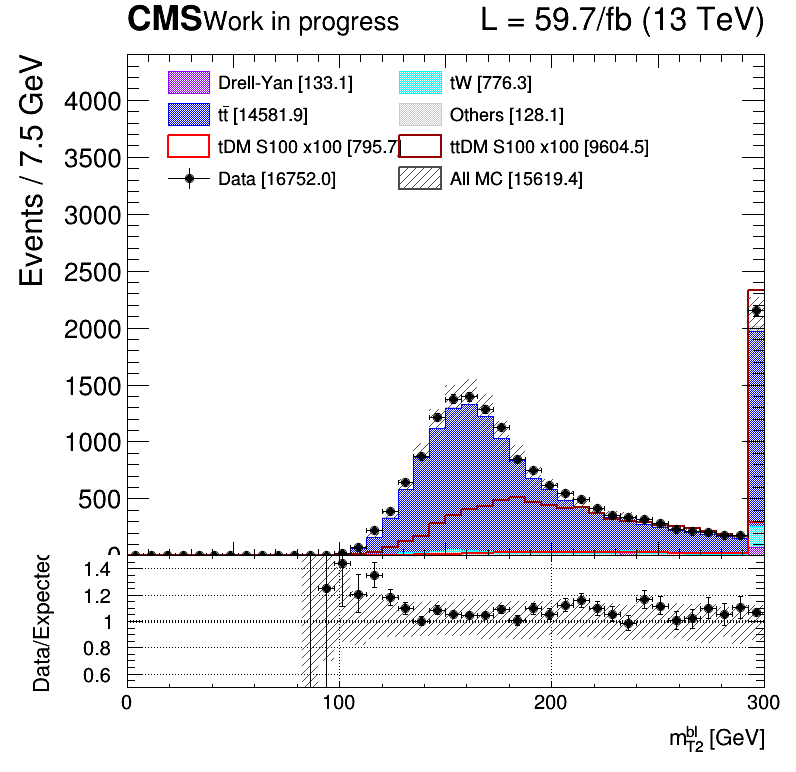 CMS Work in progress L = 59.7/fb (13 TeV)
Events / 7.5 GeV
4000
3500
3000
2500
2000
1500
1000
500
0
Drell-Yan [133.1] tW [776.3]
tt̄ [14581.9] Others [128.1]
tDM S100 x100 [795.7] ttDM S100 x100 [9604.5]
Data [16752.0] All MC [15619.4]
Data/Expected
1.4
1.2
1
0.8
0.6
0 100 200 300
m_T2^bl [GeV]